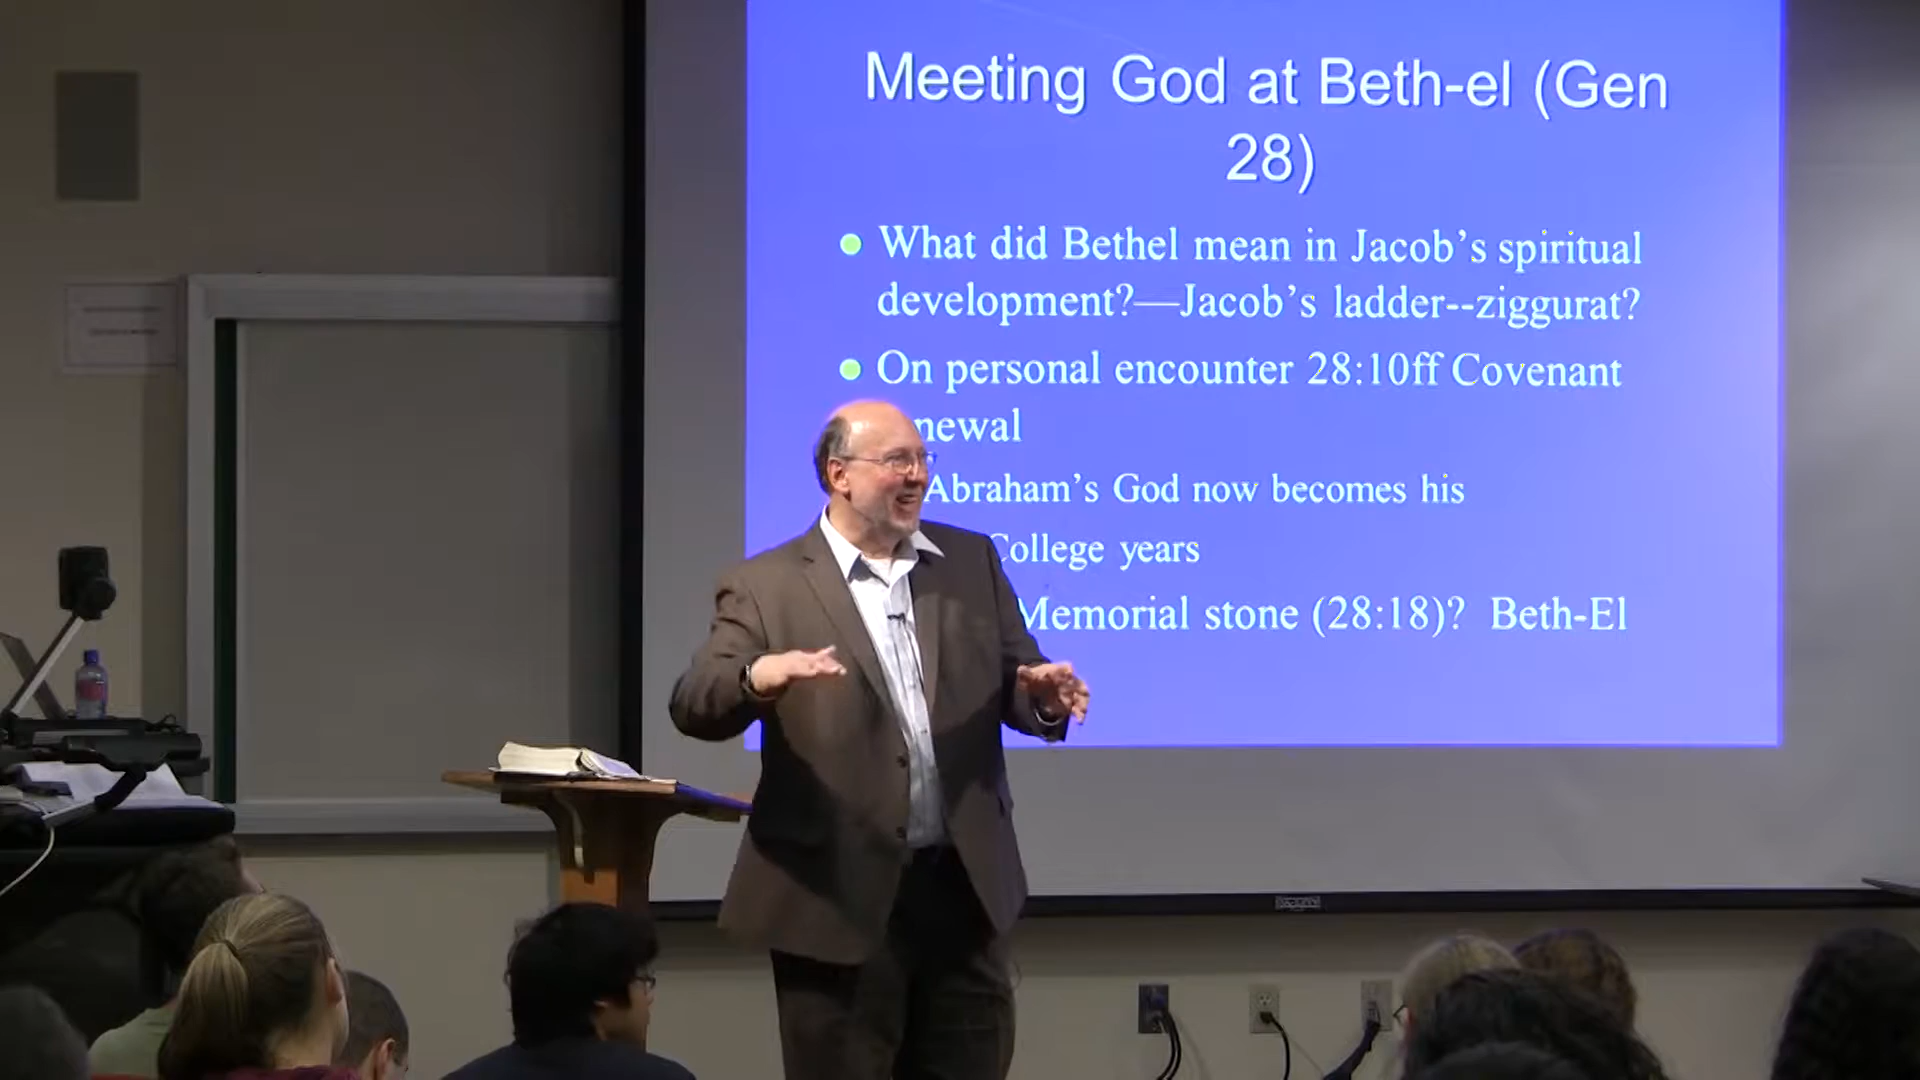 Meeting God at Beth-el (Gen
28)
What did Bethel mean in Jacob's spiritual
development?—Jacob's ladder--ziggurat?
On personal encounter 28:10ff Covenant
newal
Abraham's God now becomes his
College years
Memorial stone (28:18)? Beth-El